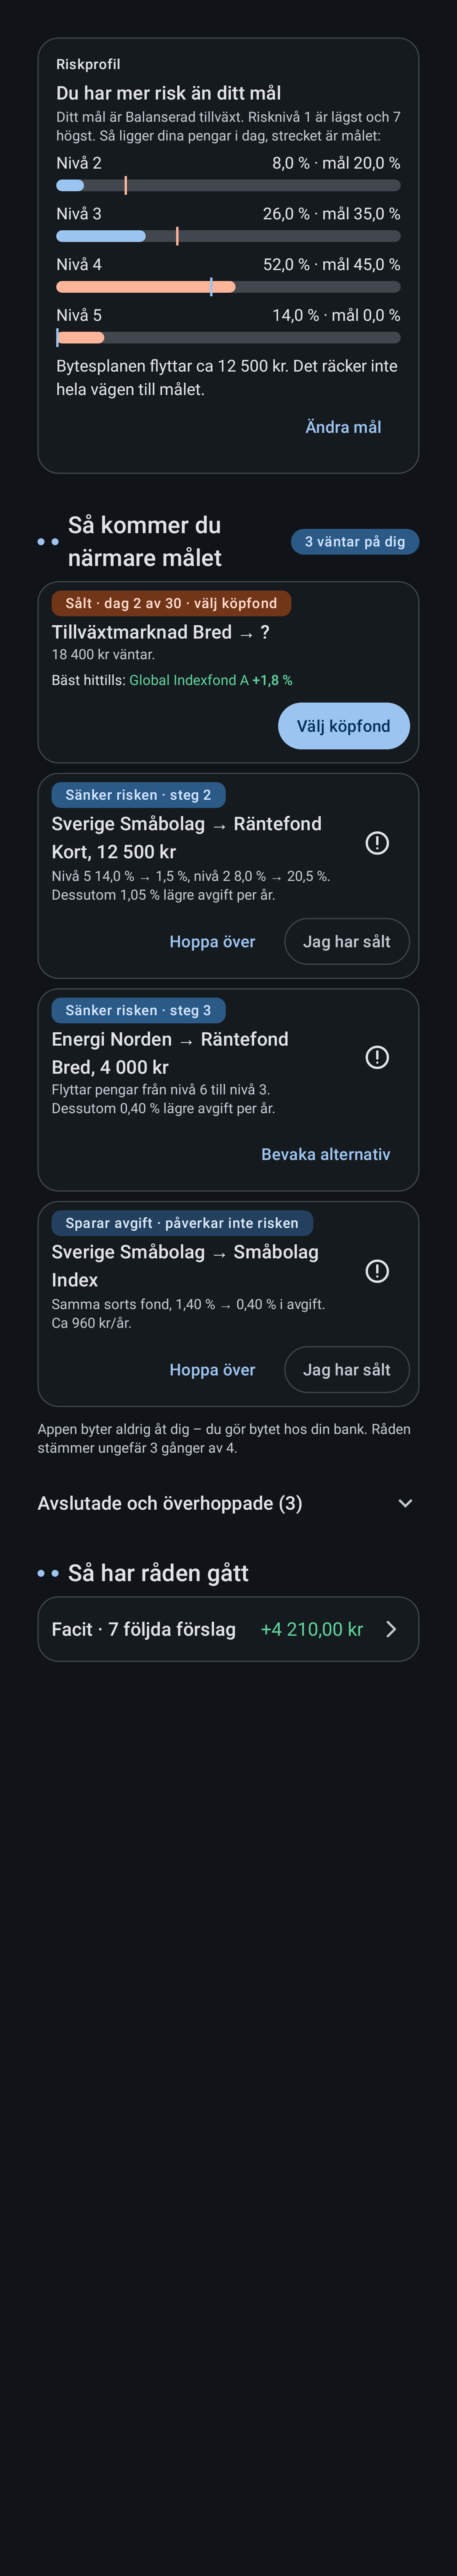 Riskprofil
Du har mer risk än ditt mål
Ditt mål är Balanserad tillväxt. Risknivå 1 är lägst och 7
högst. Så ligger dina pengar i dag, strecket är målet:
Nivå 2 8,0 % · mål 20,0 %
Nivå 3 26,0 % · mål 35,0 %
Nivå 4 52,0 % · mål 45,0 %
Nivå 5 14,0 % · mål 0,0 %
Bytesplanen flyttar ca 12 500 kr. Det räcker inte
hela vägen till målet.
Ändra mål
Så kommer du
närmare målet
3 väntar på dig
Sålt · dag 2 av 30 · välj köpfond
Tillväxtmarknad Bred → ?
18 400 kr väntar.
Bäst hittills: Global Indexfond A +1,8 %
Välj köpfond
Sänker risken · steg 2
Sverige Småbolag → Räntefond
Kort, 12 500 kr
Nivå 5 14,0 % → 1,5 %, nivå 2 8,0 % → 20,5 %.
Dessutom 1,05 % lägre avgift per år.
Hoppa över Jag har sålt
Sänker risken · steg 3
Energi Norden → Räntefond
Bred, 4 000 kr
Flyttar pengar från nivå 6 till nivå 3.
Dessutom 0,40 % lägre avgift per år.
Bevaka alternativ
Sparar avgift · påverkar inte risken
Sverige Småbolag → Småbolag
Index
Samma sorts fond, 1,40 % → 0,40 % i avgift.
Ca 960 kr/år.
Hoppa över Jag har sålt
Appen byter aldrig åt dig – du gör bytet hos din bank. Råden
stämmer ungefär 3 gånger av 4.
Avslutade och överhoppade (3)
Så har råden gått
Facit · 7 följda förslag +4 210,00 kr